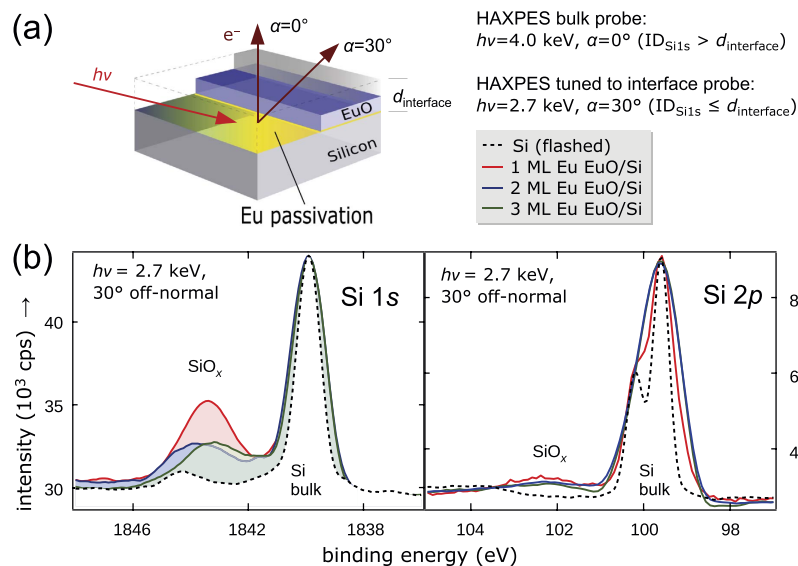 (a)
e⁻
α=0°
α=30°
hν
d_interface
EuO
Silicon
Eu passivation
HAXPES bulk probe:
hν=4.0 keV, α=0° (ID_Si1s > d_interface)
HAXPES tuned to interface probe:
hν=2.7 keV, α=30° (ID_Si1s ≤ d_interface)
Si (flashed)
1 ML Eu EuO/Si
2 ML Eu EuO/Si
3 ML Eu EuO/Si
(b)
hν = 2.7 keV,
30° off-normal
Si 1s
SiOₓ
Si
bulk
hν = 2.7 keV,
30° off-normal
Si 2p
SiOₓ
Si
bulk
intensity (10³ cps) →
40
35
30
8
6
4
1846
1842
1838
104
102
100
98
binding energy (eV)